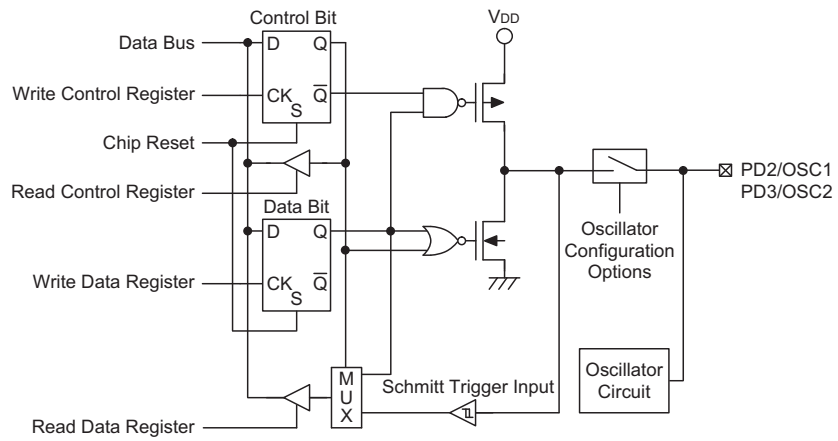 Control Bit
VDD
Data Bus
D
Q
Write Control Register
CK
Q
S
Chip Reset
Read Control Register
PD2/OSC1
PD3/OSC2
Oscillator
Configuration
Options
Data Bit
D
Q
Write Data Register
CK
Q
S
M
U
X
Schmitt Trigger Input
Oscillator
Circuit
Read Data Register